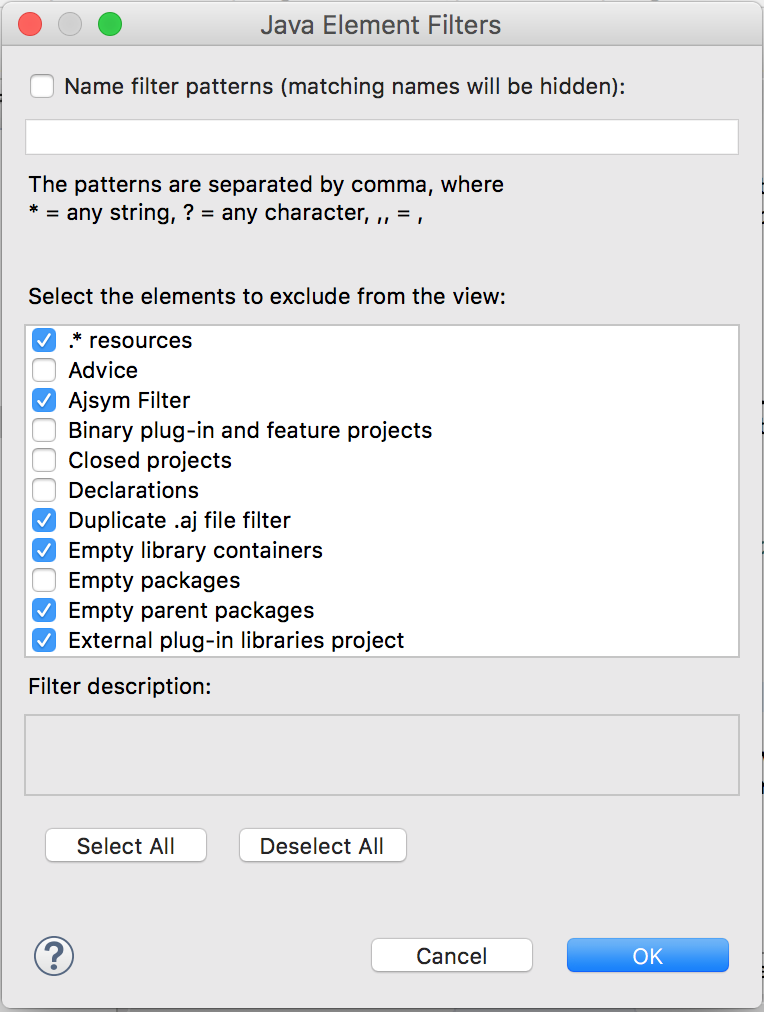 Java Element Filters
Name filter patterns (matching names will be hidden):
The patterns are separated by comma, where
* = any string, ? = any character, ,, = ,
Select the elements to exclude from the view:
.* resources
Advice
Ajsym Filter
Binary plug-in and feature projects
Closed projects
Declarations
Duplicate .aj file filter
Empty library containers
Empty packages
Empty parent packages
External plug-in libraries project
Filter description:
Select All Deselect All
? Cancel OK